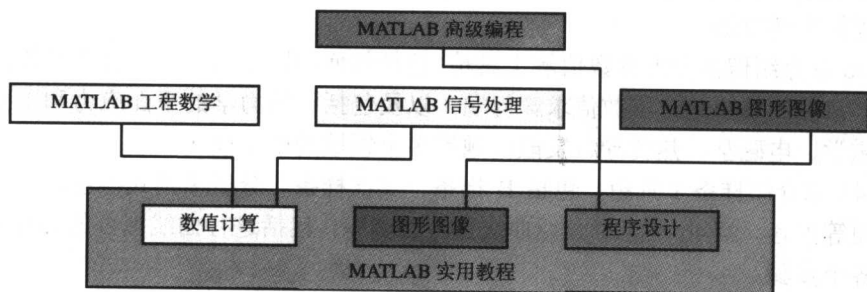 MATLAB 高级编程
MATLAB 工程数学
MATLAB 信号处理
MATLAB 图形图像
数值计算
图形图像
程序设计
MATLAB 实用教程